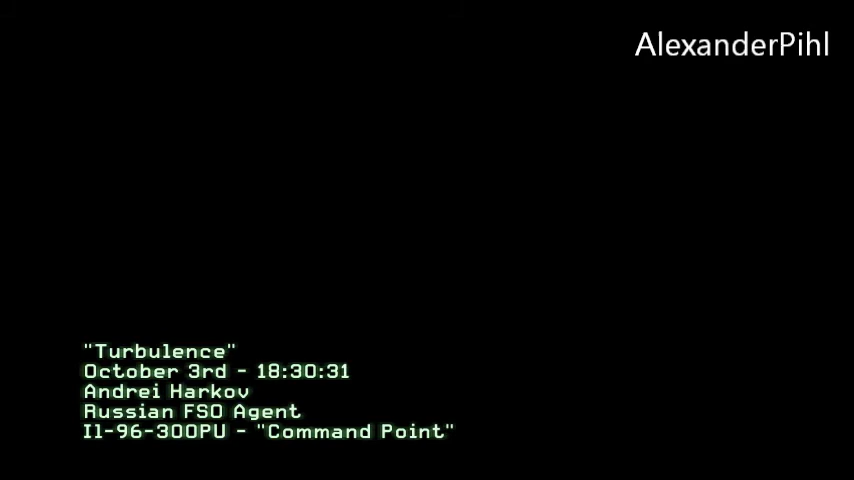 AlexanderPihl
"Turbulence"
October 3rd - 18:30:31
Andrei Harkov
Russian FSO Agent
Il-96-300PU - "Command Point"